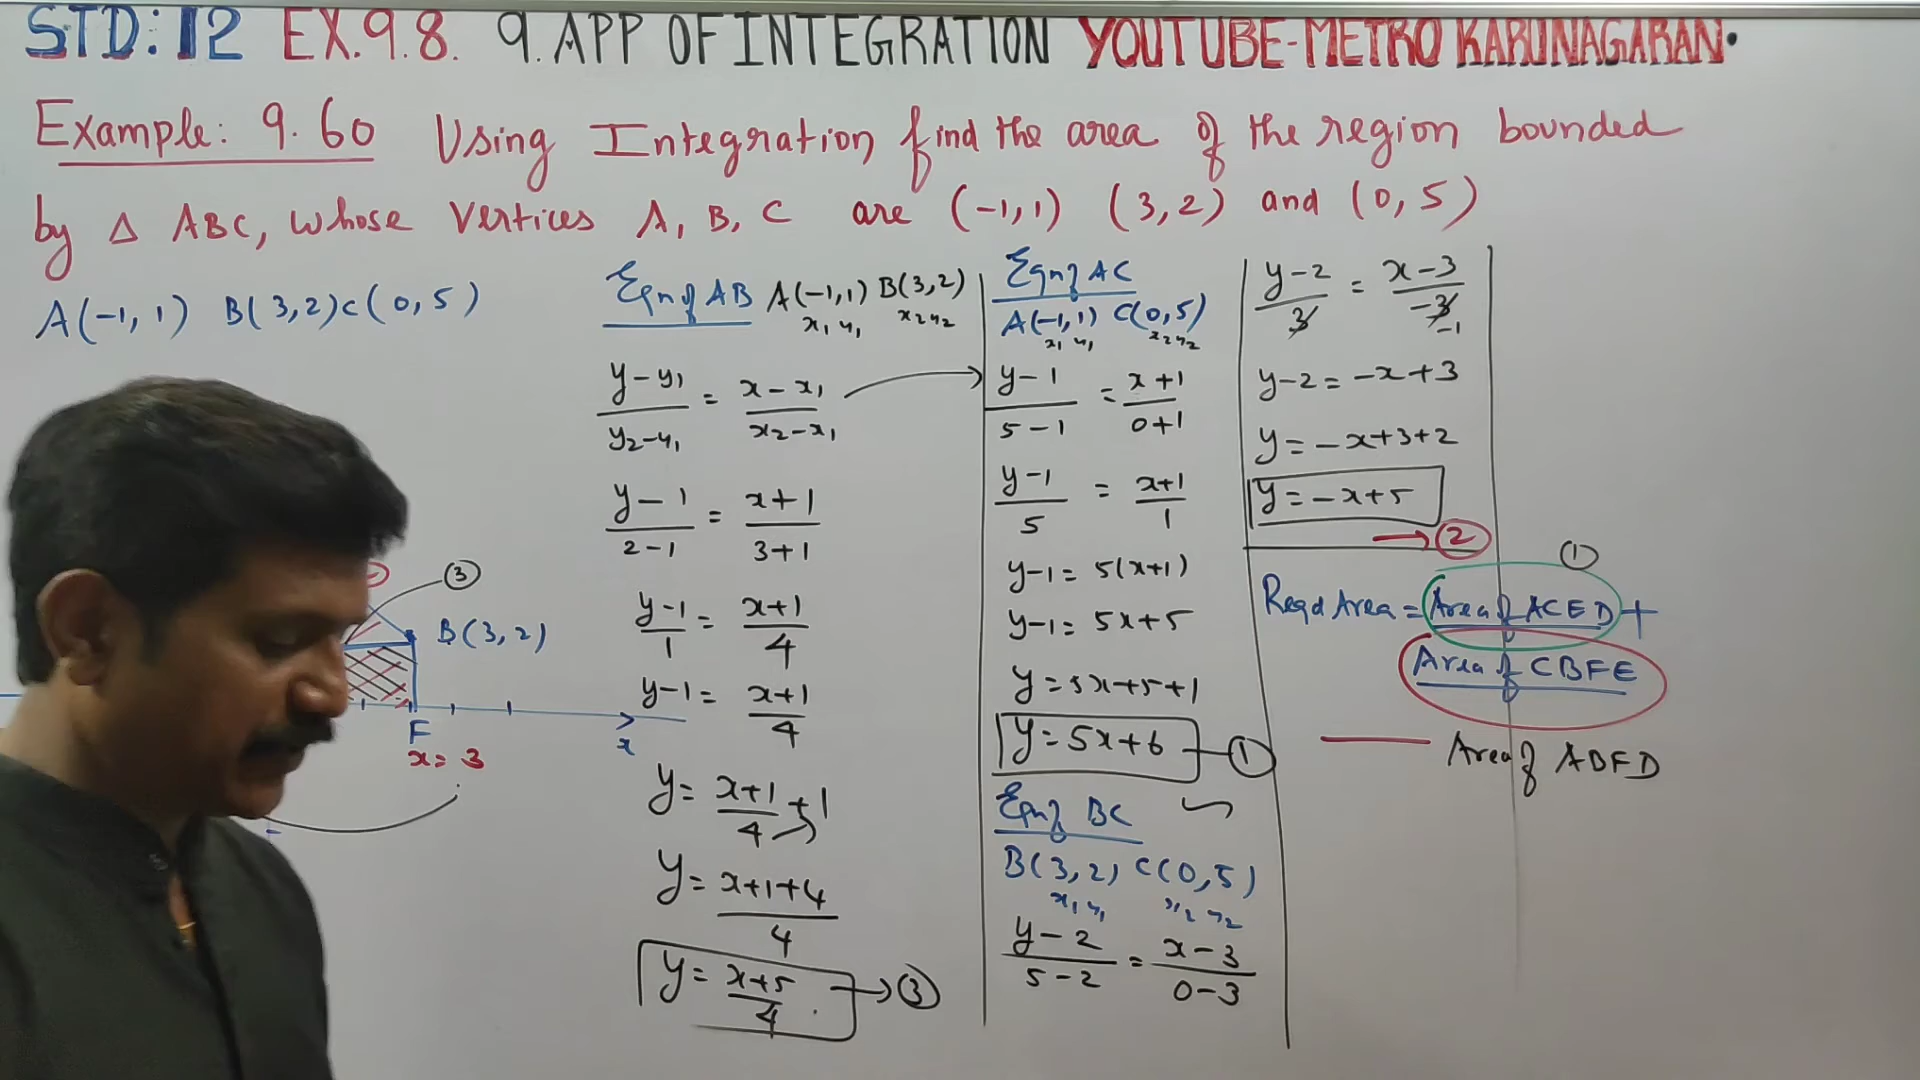 STD: 12 EX.9.8. 9. APP OF INTEGRATION YOUTUBE-METRO KARUNAGARAN.
Example: 9.60 Using Integration find the area of the region bounded
by Δ ABC, whose vertices A, B, C are (-1,1) (3,2) and (0,5)
A(-1,1) B(3,2) C(0,5)
③
B(3,2)
F
x
x=3
Eqn of AB A(-1,1) B(3,2)
x₁ y₁ x₂ y₂
y-y₁/y₂-y₁ = x-x₁/x₂-x₁
y-1/2-1 = x+1/3+1
y-1/1 = x+1/4
y-1 = x+1/4
y = x+1/4 + 1
y = x+1+4/4
y = x+5/4 → ③
Eqn of AC
A(-1,1) C(0,5)
x₁ y₁ x₂ y₂
y-1/5-1 = x+1/0+1
y-1/5 = x+1/1
y-1 = 5(x+1)
y-1 = 5x+5
y = 5x+5+1
y = 5x+6 — ①
Eqn of BC
B(3,2) C(0,5)
x₁ y₁ x₂ y₂
y-2/5-2 = x-3/0-3
y-2/3 = x-3/-3
-1
y-2 = -x+3
y = -x+3+2
y = -x+5
→ ②
①
Reqd Area = Area of ACED +
Area of CBFE
— Area of ABFD